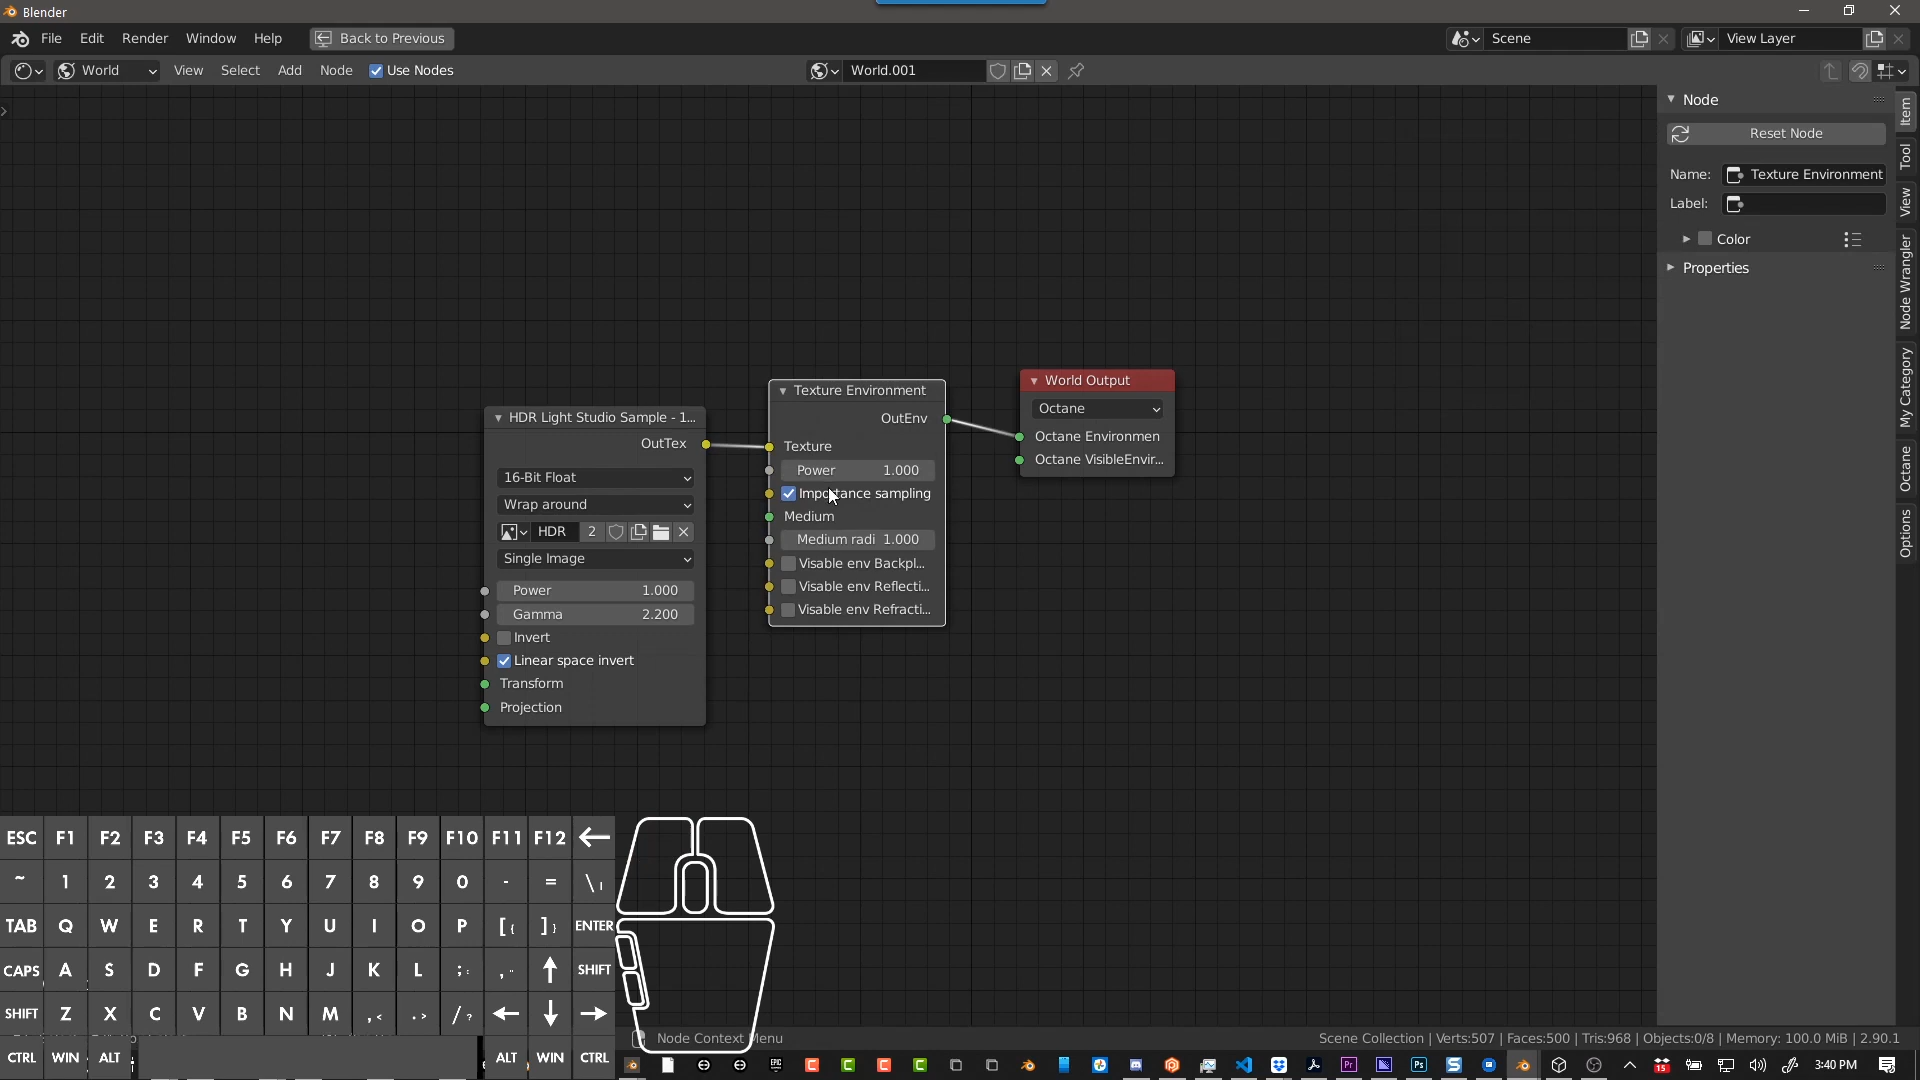 Blender
File Edit Render Window Help Back to Previous
Scene View Layer
World View Select Add Node Use Nodes World.001
Node
Reset Node
Name: Texture Environment
Label:
Color
Properties
Item
Tool
View
Node Wrangler
My Category
Octane
Options
HDR Light Studio Sample - 1...
OutTex
16-Bit Float
Wrap around
HDR 2
Single Image
Power 1.000
Gamma 2.200
Invert
Linear space invert
Transform
Projection
Texture Environment
OutEnv
Texture
Power 1.000
Importance sampling
Medium
Medium radi 1.000
Visable env Backpl...
Visable env Reflecti...
Visable env Refracti...
World Output
Octane
Octane Environmen
Octane VisibleEnvir...
ESC F1 F2 F3 F4 F5 F6 F7 F8 F9 F10 F11 F12
~ 1 2 3 4 5 6 7 8 9 0 - = \ |
TAB Q W E R T Y U I O P [ { ] } ENTER
CAPS A S D F G H J K L ; : , " SHIFT
SHIFT Z X C V B N M , < . > / ?
CTRL WIN ALT ALT WIN CTRL
Node Context Menu
Scene Collection | Verts:507 | Faces:500 | Tris:968 | Objects:0/8 | Memory: 100.0 MiB | 2.90.1
EPIC Pr Ps S 15 3:40 PM